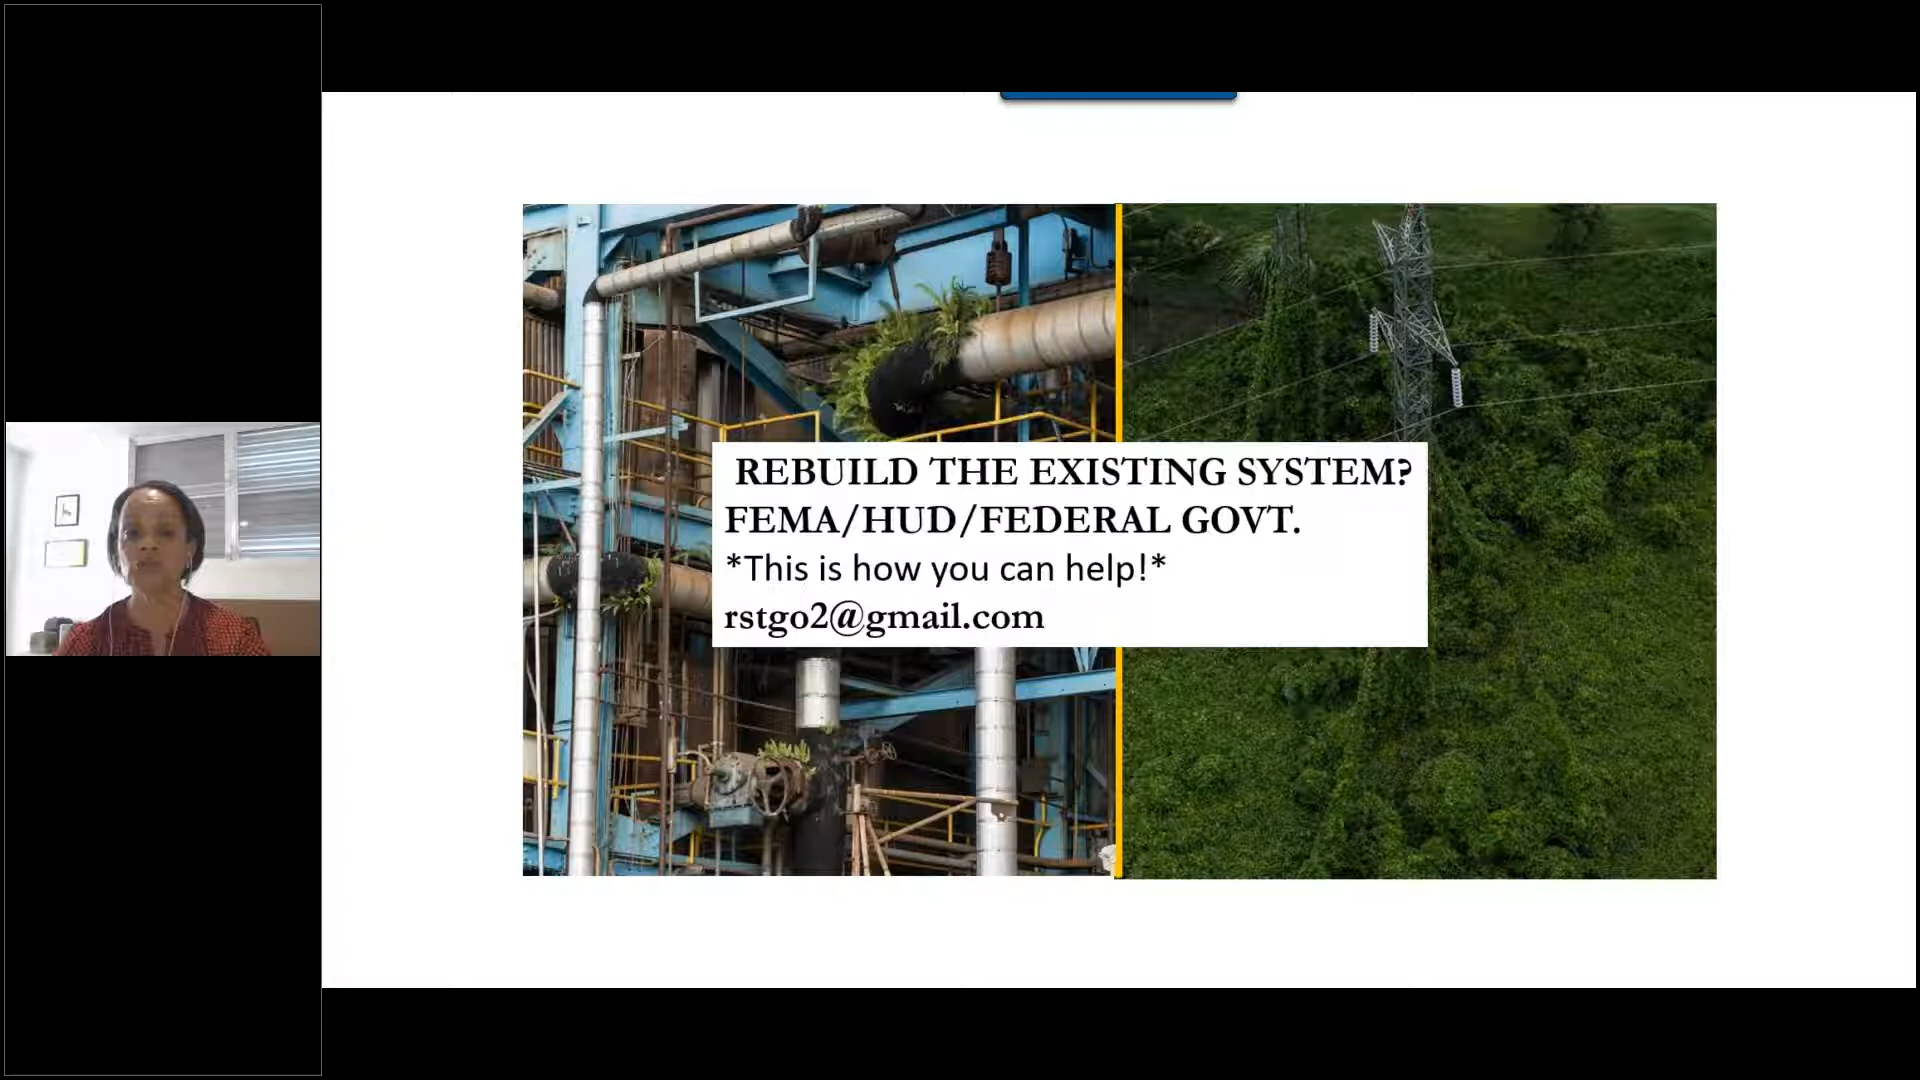 REBUILD THE EXISTING SYSTEM?
FEMA/HUD/FEDERAL GOVT.
*This is how you can help!*
rstgo2@gmail.com